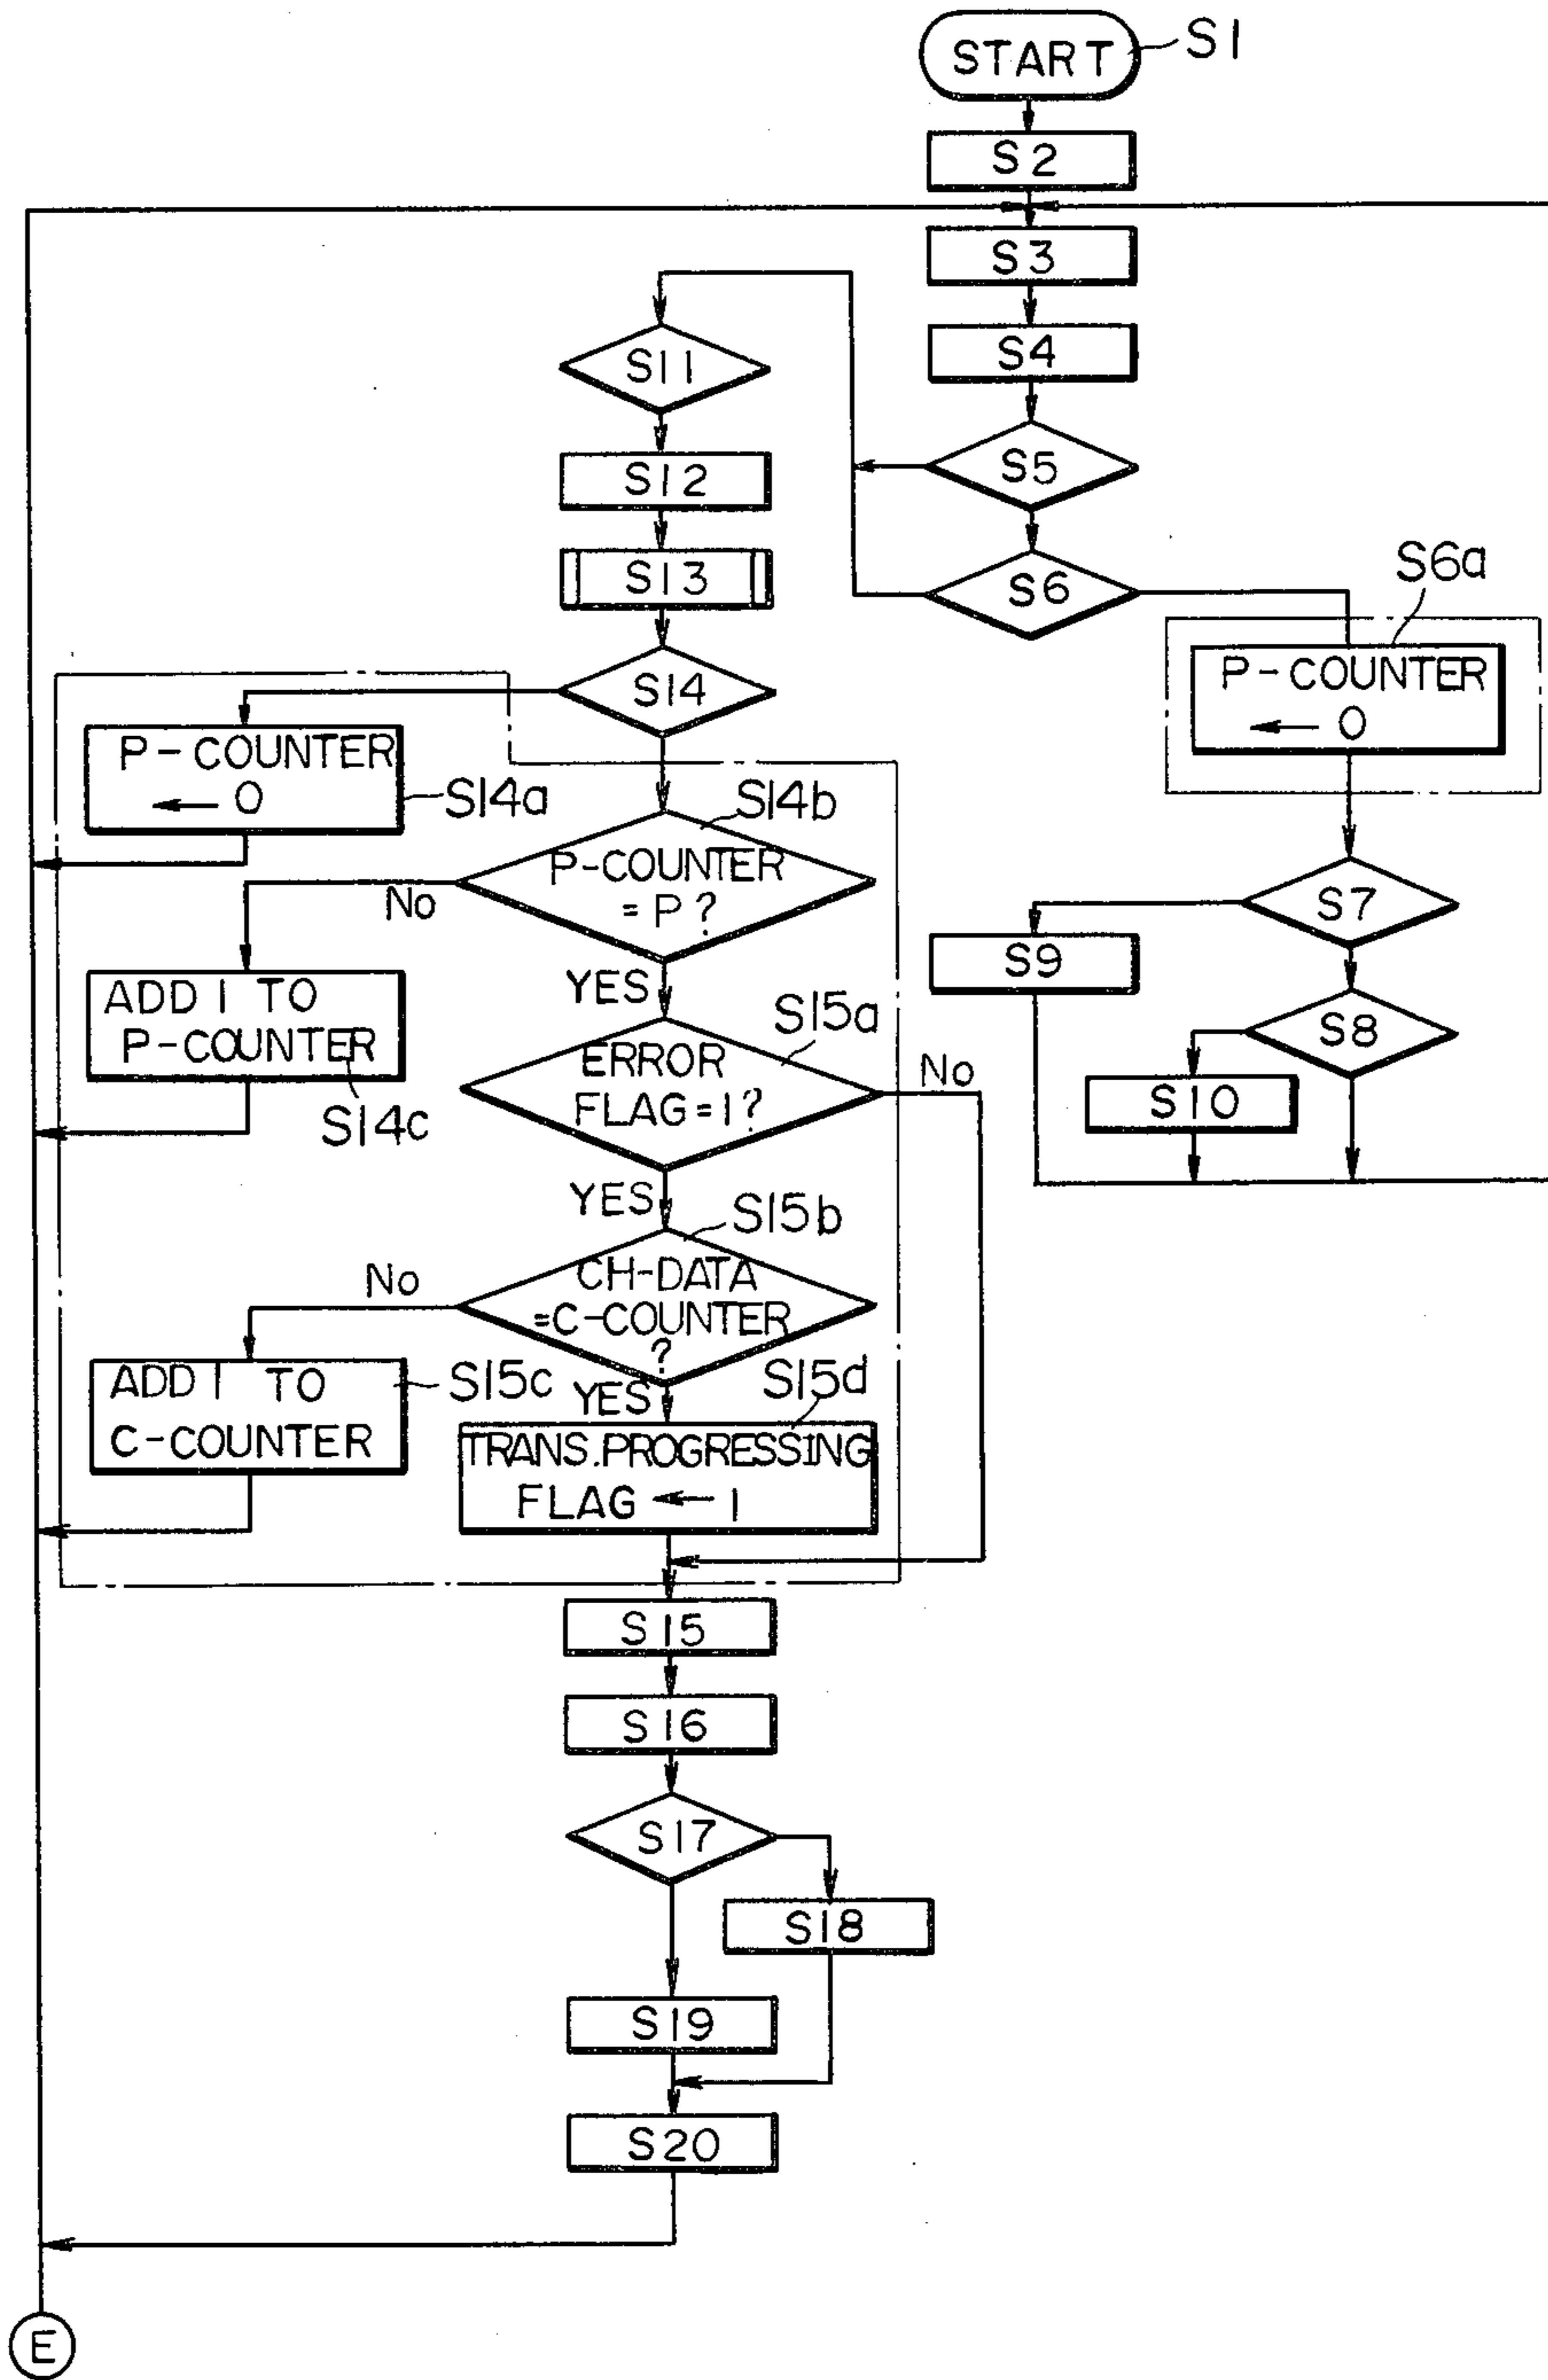 START
S1
S2
S3
S4
S11
S5
S12
S6
S13
S6a
P-COUNTER
← 0
S14
P-COUNTER
← 0
S14a
S14b
P-COUNTER
= P ?
No
YES
S7
S9
S8
S10
ADD 1 TO
P-COUNTER
S14c
S15a
ERROR
FLAG = 1 ?
No
YES
S15b
CH-DATA
=C-COUNTER
?
No
YES
ADD 1 TO
C-COUNTER
S15c
S15d
TRANS. PROGRESSING
FLAG ← 1
S15
S16
S17
S18
S19
S20
E